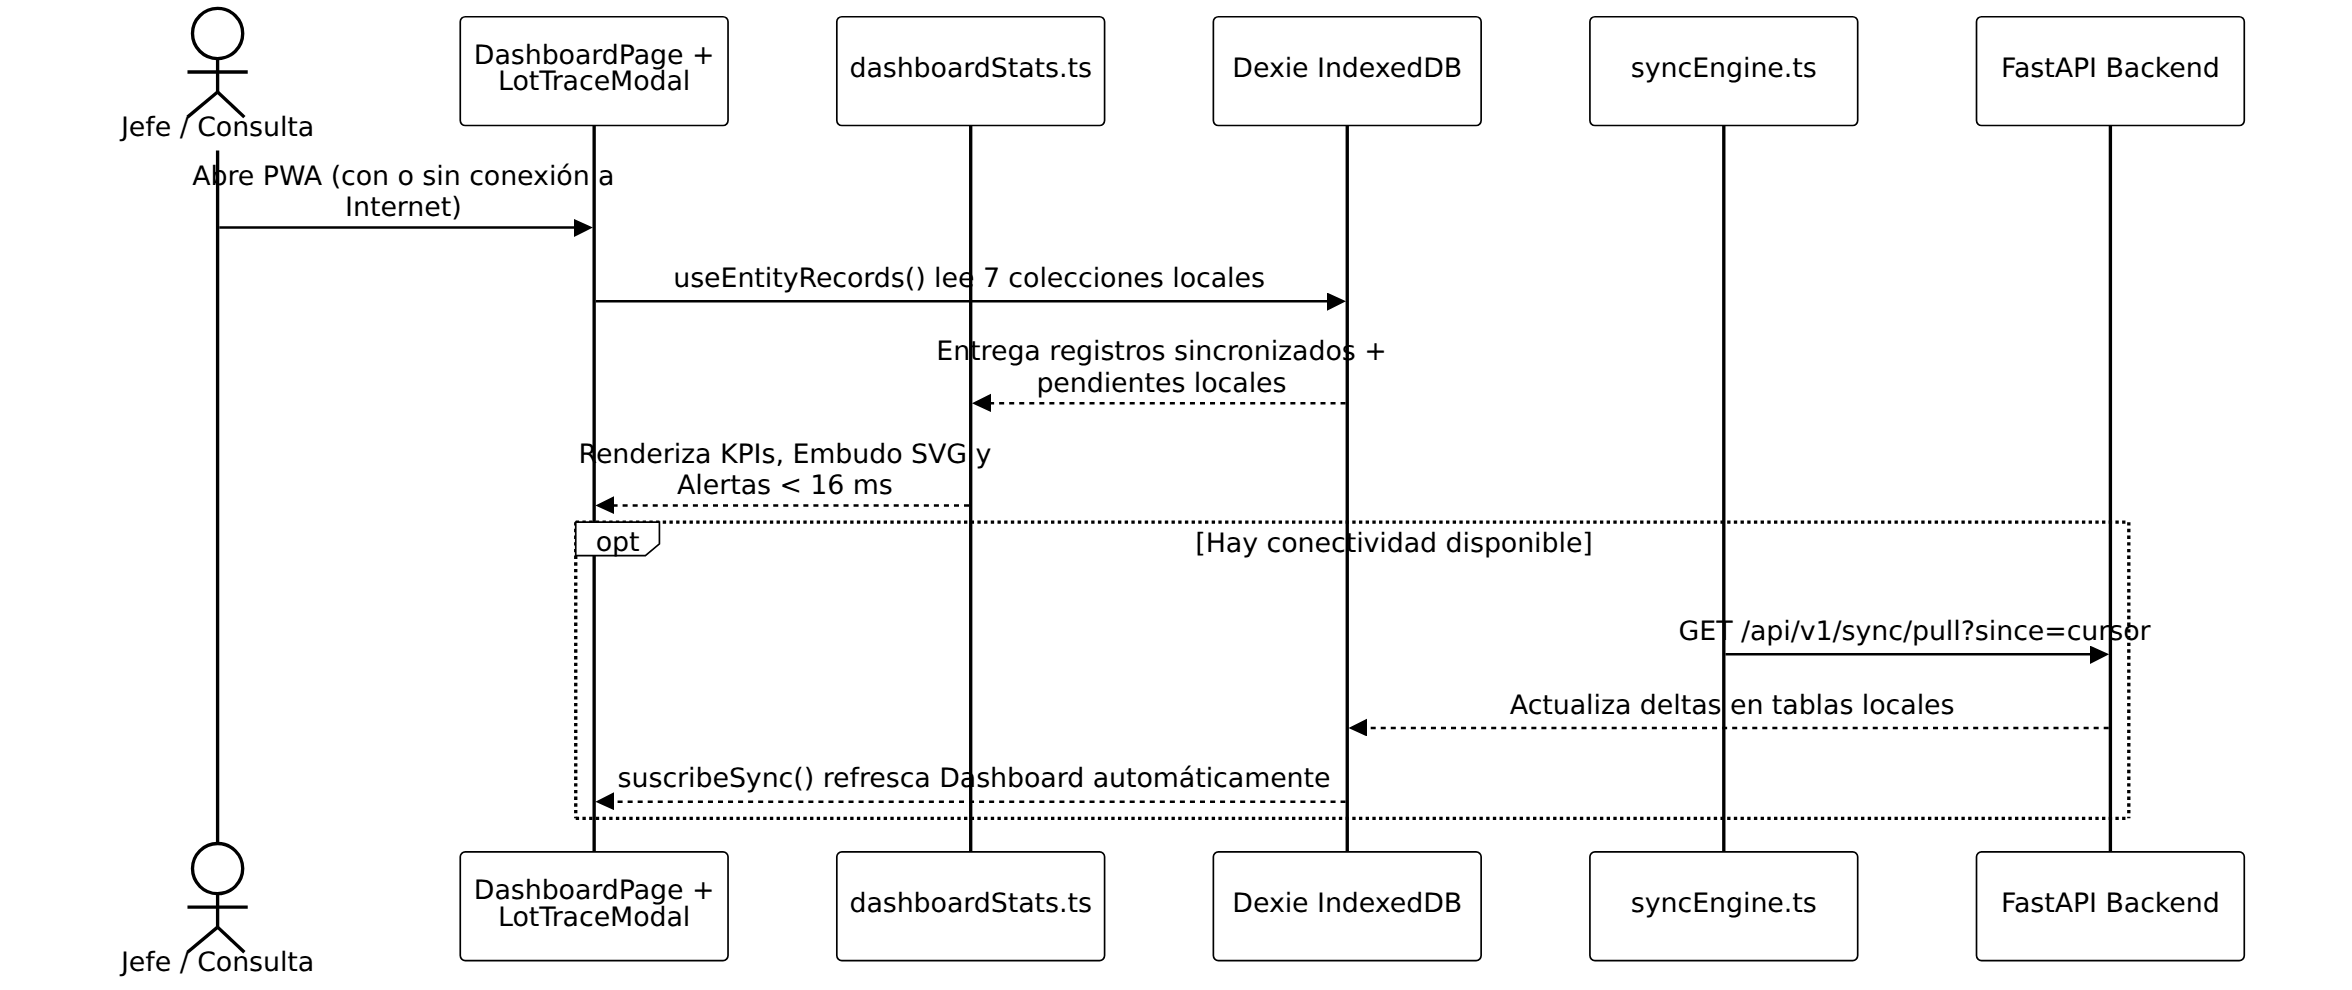 DashboardPage +
LotTraceModal
dashboardStats.ts
Dexie IndexedDB
syncEngine.ts
FastAPI Backend
Jefe / Consulta
Abre PWA (con o sin conexión a
Internet)
useEntityRecords() lee 7 colecciones locales
Entrega registros sincronizados +
pendientes locales
Renderiza KPIs, Embudo SVG y
Alertas < 16 ms
opt
[Hay conectividad disponible]
GET /api/v1/sync/pull?since=cursor
Actualiza deltas en tablas locales
suscribeSync() refresca Dashboard automáticamente
DashboardPage +
LotTraceModal
dashboardStats.ts
Dexie IndexedDB
syncEngine.ts
FastAPI Backend
Jefe / Consulta